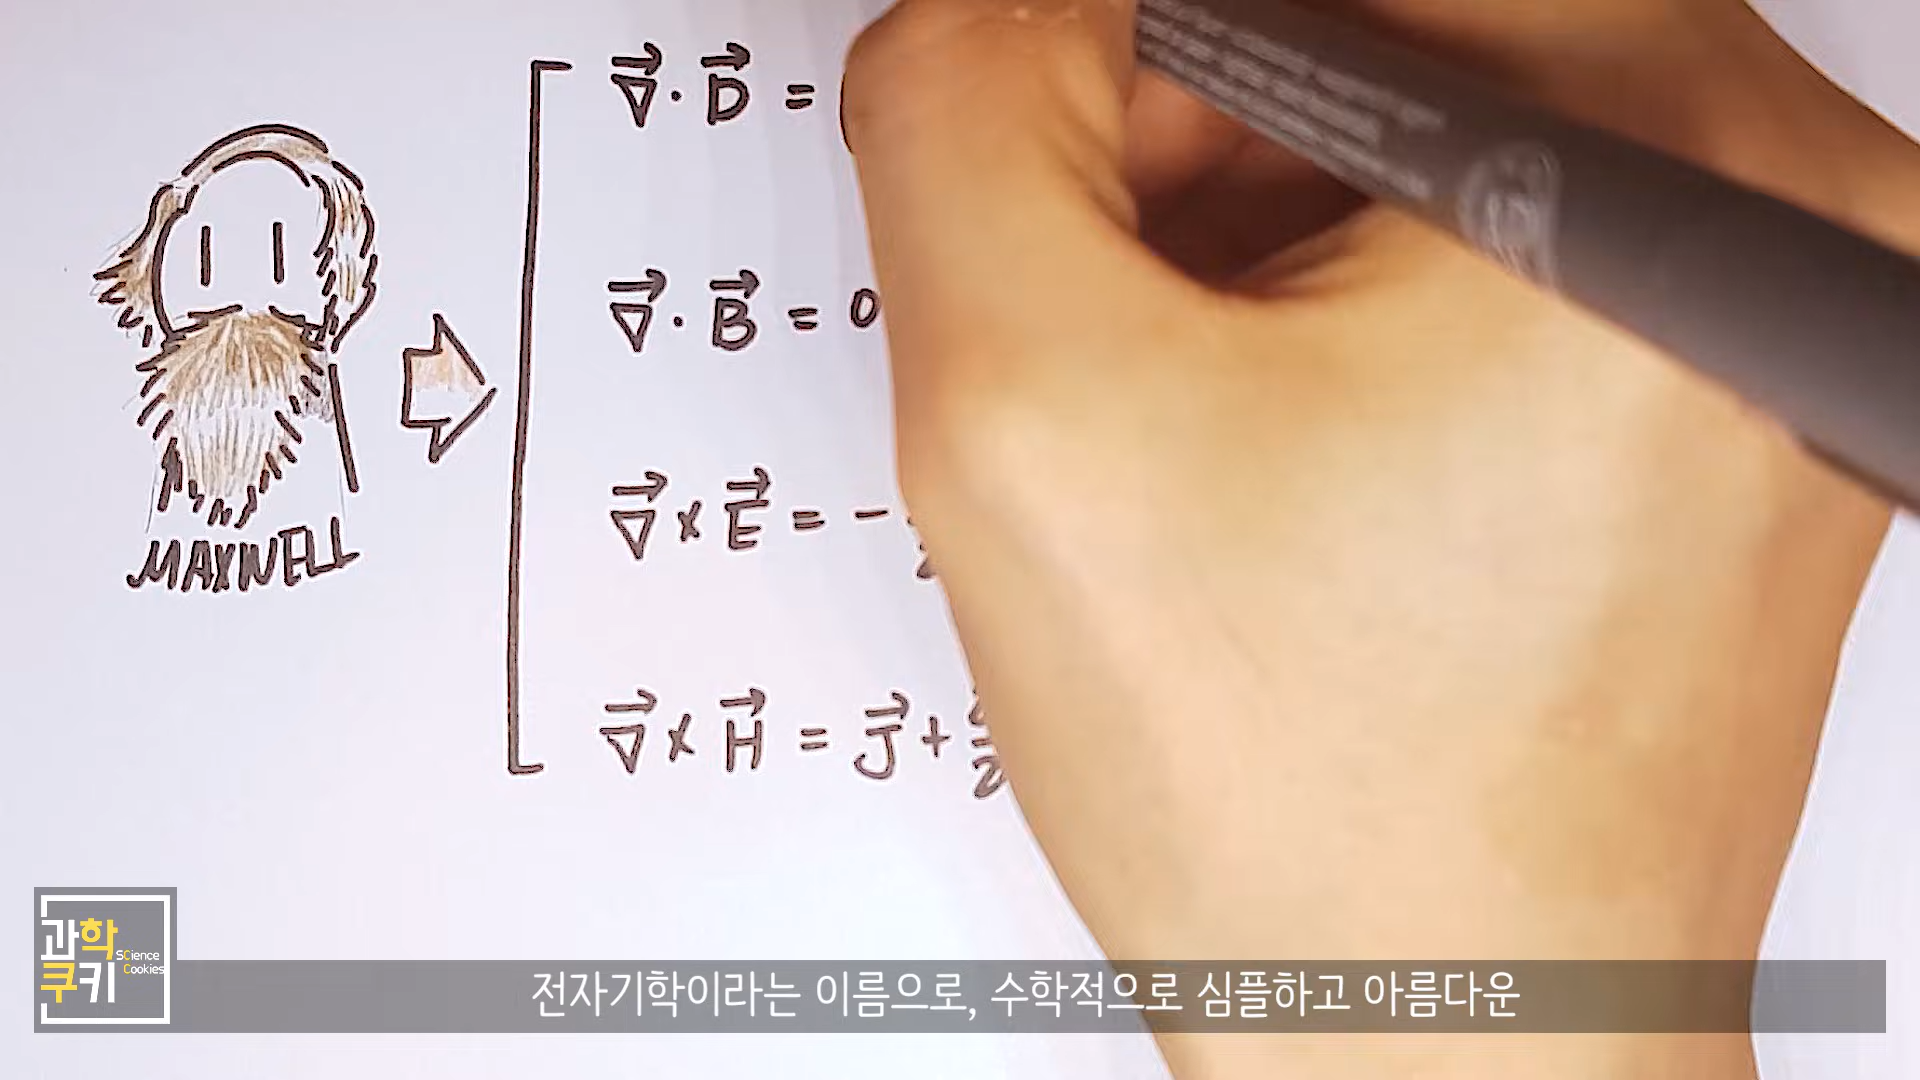 ∇⃗ · D⃗ =
∇⃗ · B⃗ = 0
∇⃗ × E⃗ = −
∇⃗ × H⃗ = J⃗ +
MAXWELL
과학
쿠키
Science
Cookies
전자기학이라는 이름으로, 수학적으로 심플하고 아름다운